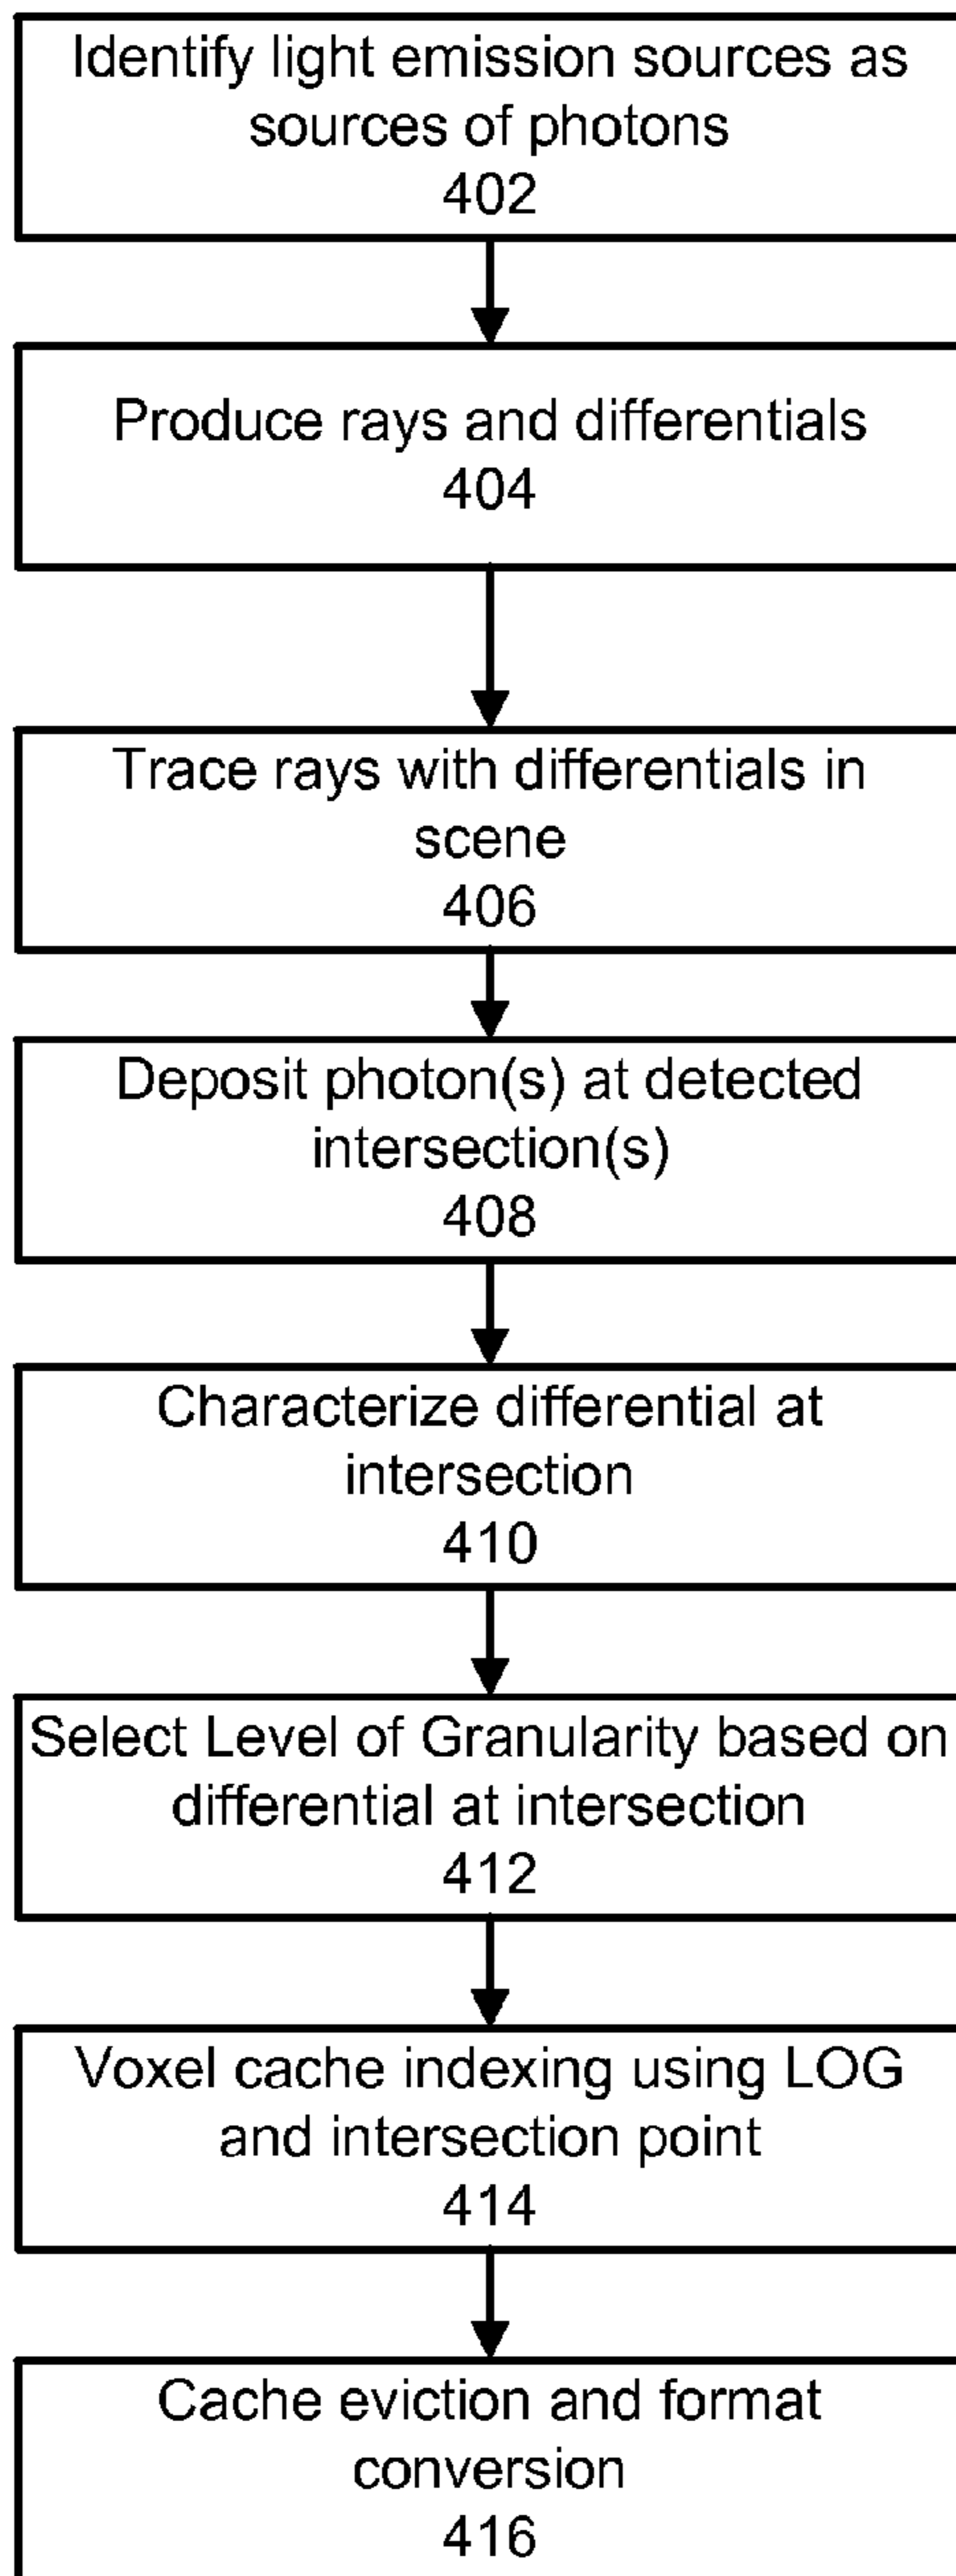 Identify light emission sources as
sources of photons
402
Produce rays and differentials
404
Trace rays with differentials in
scene
406
Deposit photon(s) at detected
intersection(s)
408
Characterize differential at
intersection
410
Select Level of Granularity based on
differential at intersection
412
Voxel cache indexing using LOG
and intersection point
414
Cache eviction and format
conversion
416